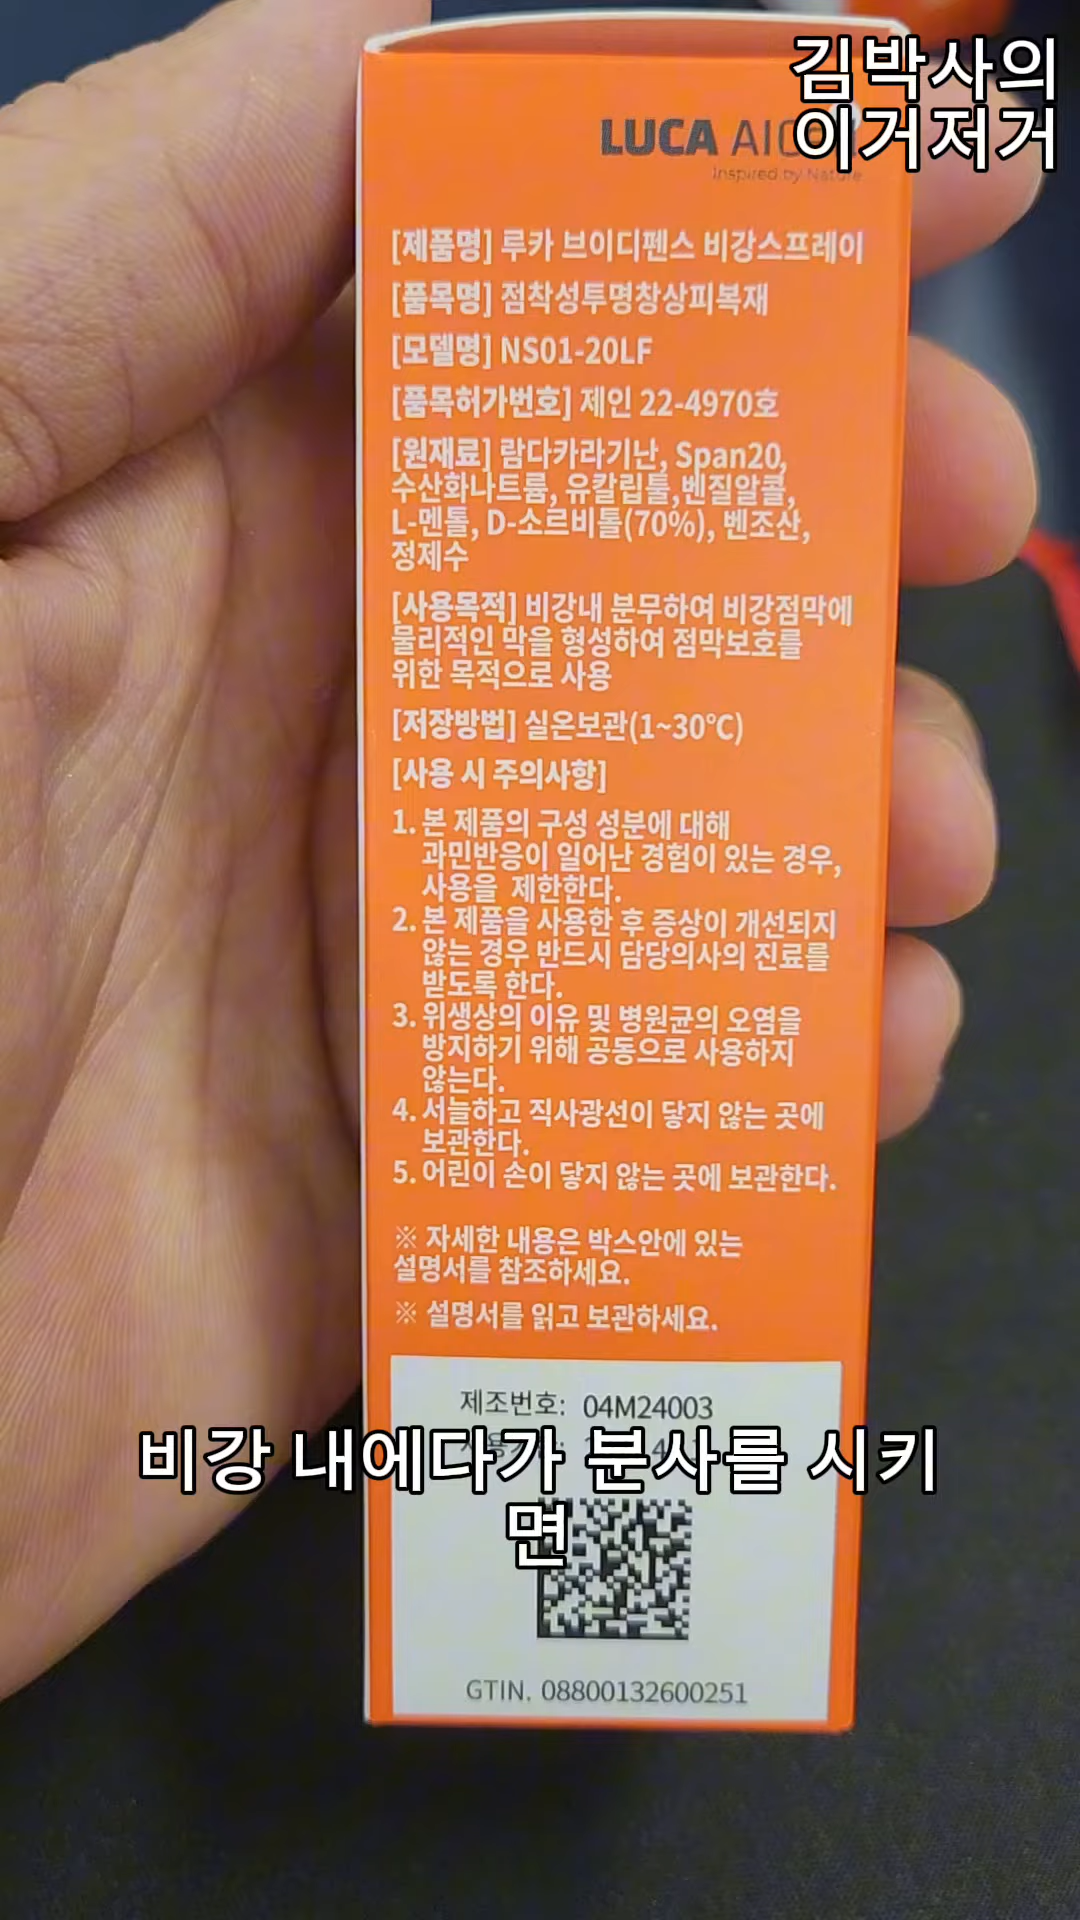 김박사의
이거저거
LUCA
Inspired by Nature
[제품명] 루카 브이디펜스 비강스프레이
[품목명] 점착성투명창상피복재
[모델명] NS01-20LF
[품목허가번호] 제인 22-4970호
[원재료] 람다카라기난, Span20,
수산화나트륨, 유칼립톨,벤질알콜,
L-멘톨, D-소르비톨(70%), 벤조산,
정제수
[사용목적] 비강내 분무하여 비강점막에
물리적인 막을 형성하여 점막보호를
위한 목적으로 사용
[저장방법] 실온보관(1~30℃)
[사용 시 주의사항]
1. 본 제품의 구성 성분에 대해
과민반응이 일어난 경험이 있는 경우,
사용을 제한한다.
2. 본 제품을 사용한 후 증상이 개선되지
않는 경우 반드시 담당의사의 진료를
받도록 한다.
3. 위생상의 이유 및 병원균의 오염을
방지하기 위해 공동으로 사용하지
않는다.
4. 서늘하고 직사광선이 닿지 않는 곳에
보관한다.
5. 어린이 손이 닿지 않는 곳에 보관한다.
※ 자세한 내용은 박스안에 있는
설명서를 참조하세요.
※ 설명서를 읽고 보관하세요.
제조번호: 04M24003
비강 내에다가 분사를 시키
면
GTIN. 08800132600251